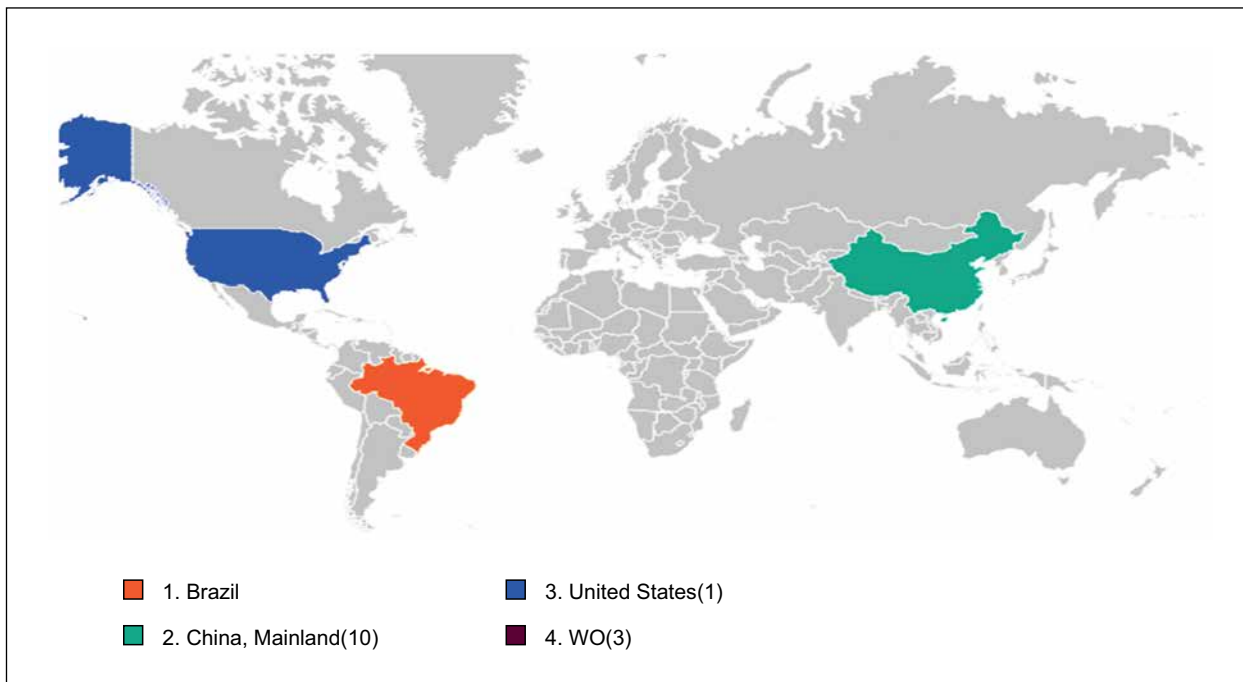 1. Brazil
2. China, Mainland(10)
3. United States(1)
4. WO(3)